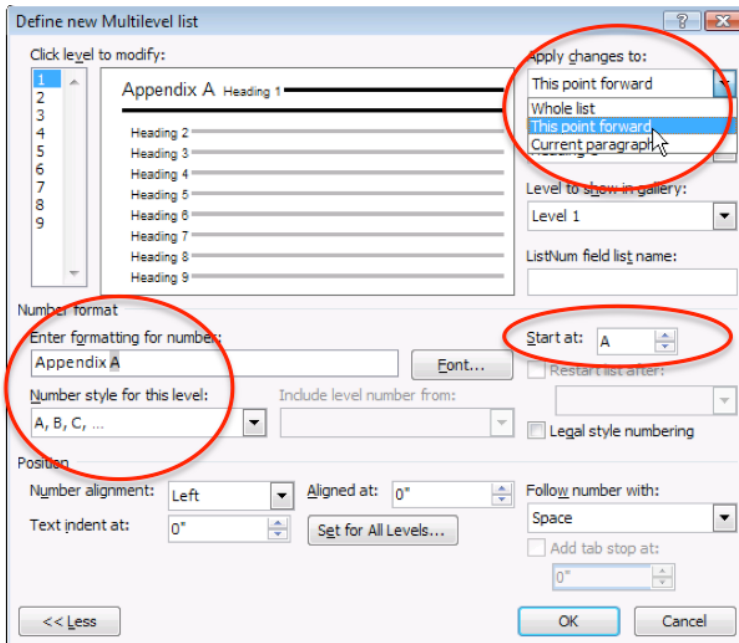 Define new Multilevel list
Click level to modify:
1
2
3
4
5
6
7
8
9
Appendix A Heading 1
Heading 2
Heading 3
Heading 4
Heading 5
Heading 6
Heading 7
Heading 8
Heading 9
Apply changes to:
This point forward
Whole list
This point forward
Current paragraph
Level to show in gallery:
Level 1
ListNum field list name:
Number format
Enter formatting for number:
Appendix A
Font...
Number style for this level:
A, B, C, ...
Include level number from:
Start at:
A
Restart list after:
Legal style numbering
Position
Number alignment:
Left
Aligned at:
0"
Text indent at:
0"
Set for All Levels...
Follow number with:
Space
Add tab stop at:
0"
<< Less
OK
Cancel